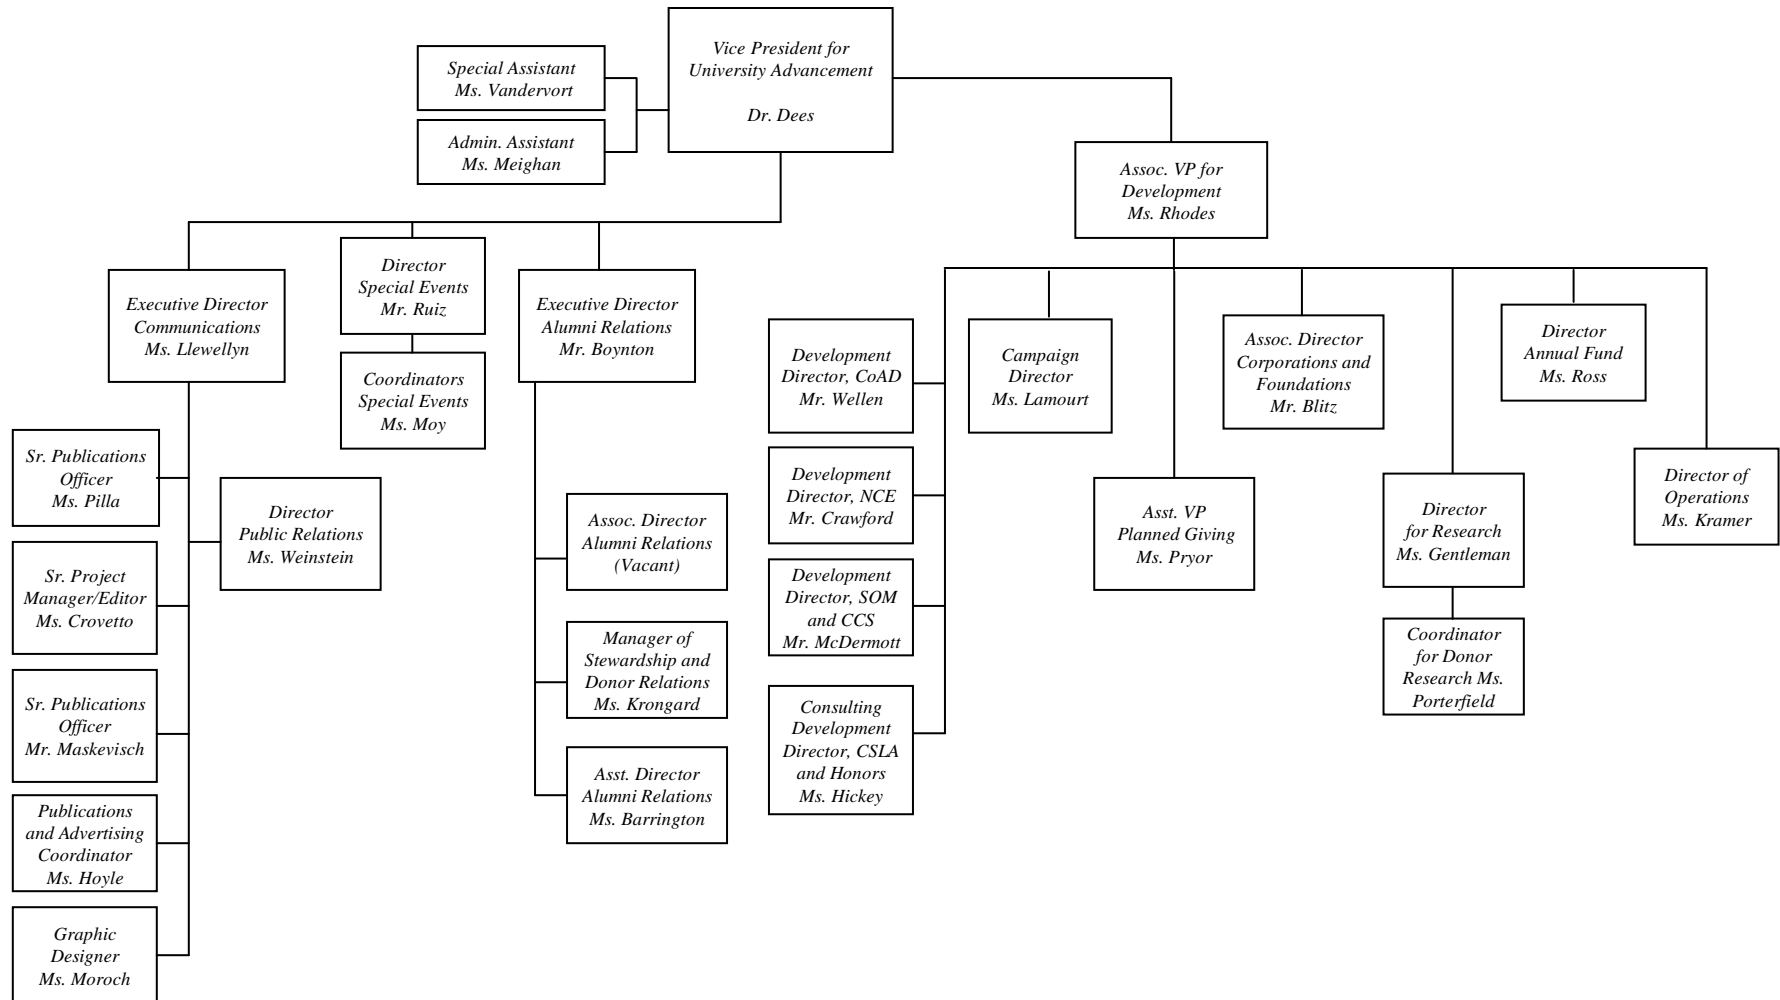 Vice President for
University Advancement
Dr. Dees
Special Assistant
Ms. Vandervort
Admin. Assistant
Ms. Meighan
Assoc. VP for
Development
Ms. Rhodes
Executive Director
Communications
Ms. Llewellyn
Director
Special Events
Mr. Ruiz
Coordinators
Special Events
Ms. Moy
Executive Director
Alumni Relations
Mr. Boynton
Sr. Publications
Officer
Ms. Pilla
Director
Public Relations
Ms. Weinstein
Sr. Project
Manager/Editor
Ms. Crovetto
Sr. Publications
Officer
Mr. Maskevisch
Publications
and Advertising
Coordinator
Ms. Hoyle
Graphic
Designer
Ms. Moroch
Assoc. Director
Alumni Relations
(Vacant)
Manager of
Stewardship and
Donor Relations
Ms. Krongard
Asst. Director
Alumni Relations
Ms. Barrington
Development
Director, CoAD
Mr. Wellen
Development
Director, NCE
Mr. Crawford
Development
Director, SOM
and CCS
Mr. McDermott
Consulting
Development
Director, CSLA
and Honors
Ms. Hickey
Campaign
Director
Ms. Lamourt
Asst. VP
Planned Giving
Ms. Pryor
Assoc. Director
Corporations and
Foundations
Mr. Blitz
Director
for Research
Ms. Gentleman
Coordinator
for Donor
Research Ms.
Porterfield
Director
Annual Fund
Ms. Ross
Director of
Operations
Ms. Kramer